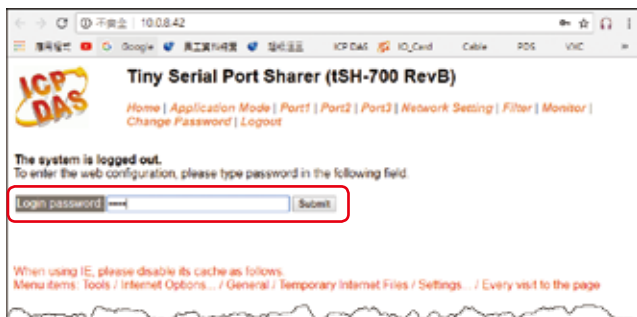 不安全 | 10.0.8.42
Google ICP DAS IO_Card Cable PDS VXC »
ICP DAS
Tiny Serial Port Sharer (tSH-700 RevB)
Home | Application Mode | Port1 | Port2 | Port3 | Network Setting | Filter | Monitor |
Change Password | Logout
The system is logged out.
To enter the web configuration, please type password in the following field.
Login password: Submit
When using IE, please disable its cache as follows.
Menu items: Tools / Internet Options... / General / Temporary Internet Files / Settings... / Every visit to the page